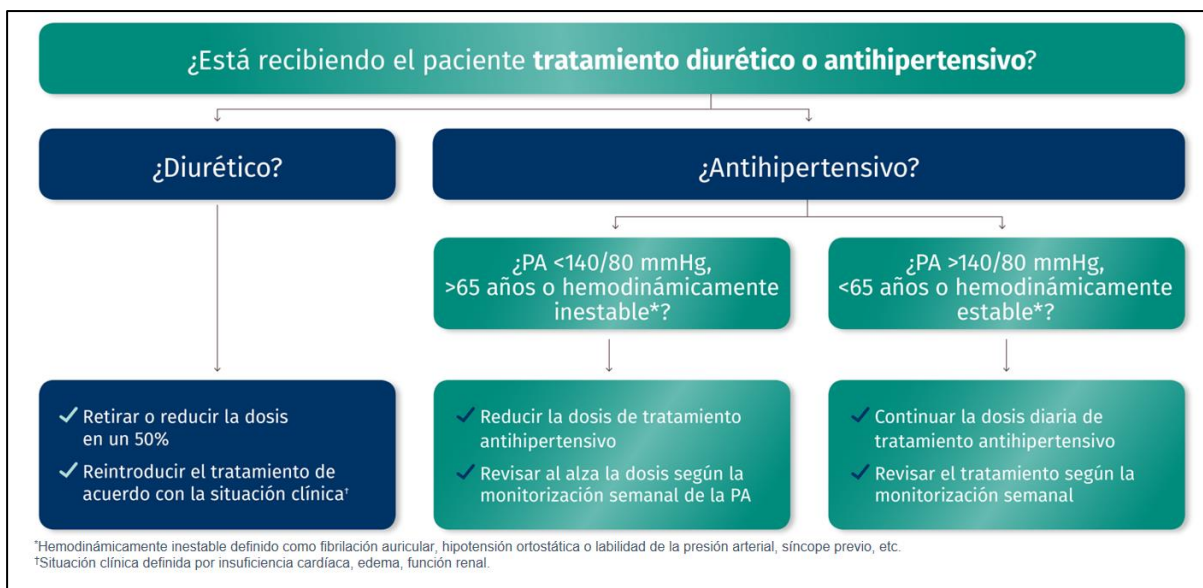 ¿Está recibiendo el paciente tratamiento diurético o antihipertensivo?
¿Diurético?
¿Antihipertensivo?
¿PA <140/80 mmHg,
>65 años o hemodinámicamente
inestable*?
¿PA >140/80 mmHg,
<65 años o hemodinámicamente
estable*?
✓ Retirar o reducir la dosis
en un 50%
✓ Reintroducir el tratamiento de
acuerdo con la situación clínica†
✓ Reducir la dosis de tratamiento
antihipertensivo
✓ Revisar al alza la dosis según la
monitorización semanal de la PA
✓ Continuar la dosis diaria de
tratamiento antihipertensivo
✓ Revisar el tratamiento según la
monitorización semanal
*Hemodinámicamente inestable definido como fibrilación auricular, hipotensión ortostática o labilidad de la presión arterial, síncope previo, etc.
†Situación clínica definida por insuficiencia cardíaca, edema, función renal.